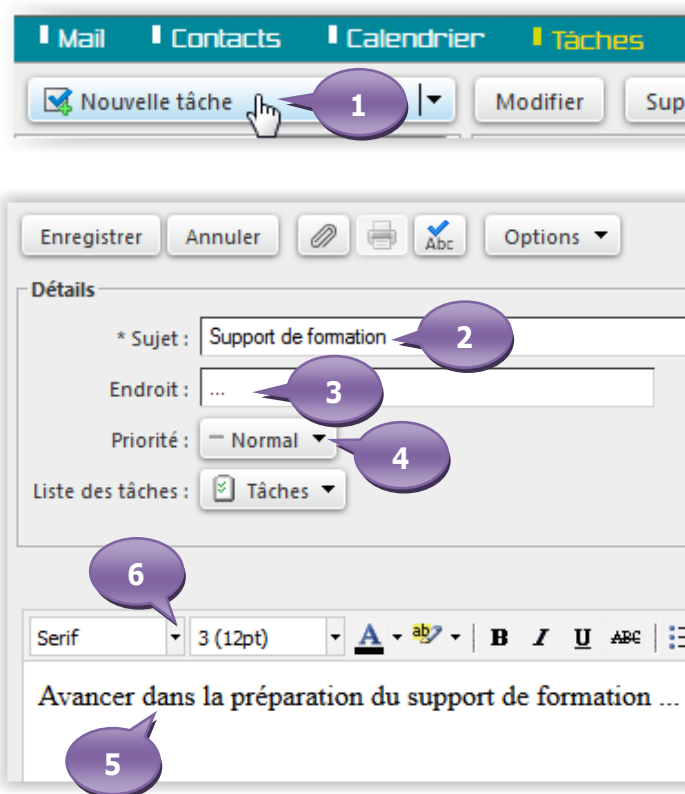 Mail Contacts Calendrier Tâches
Nouvelle tâche 1 Modifier Sup
Enregistrer Annuler Abc Options
Détails
* Sujet : Support de formation 2
Endroit : ... 3
Priorité : Normal 4
Liste des tâches : Tâches
6
Serif 3 (12pt) A ab B I U ABC
Avancer dans la préparation du support de formation ...
5